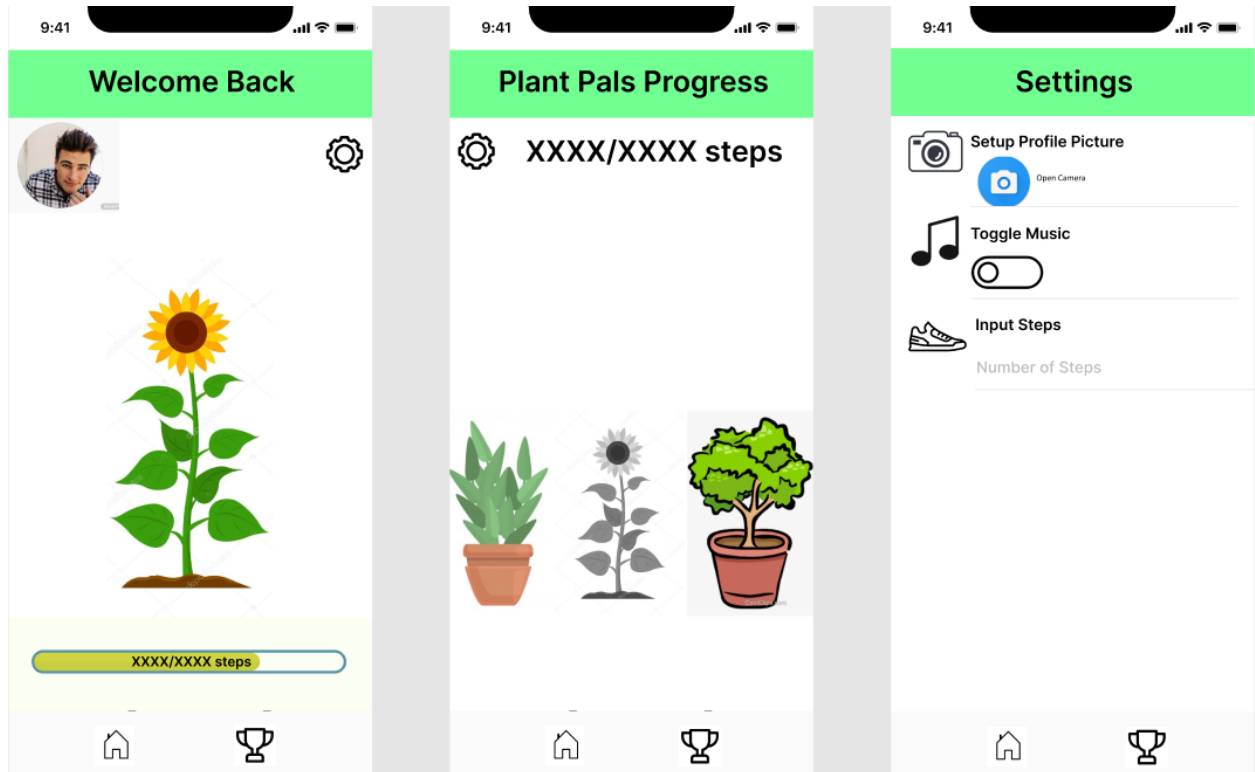 9:41
Welcome Back
XXXX/XXXX steps
9:41
Plant Pals Progress
XXXX/XXXX steps
9:41
Settings
Setup Profile Picture
Open Camera
Toggle Music
Input Steps
Number of Steps